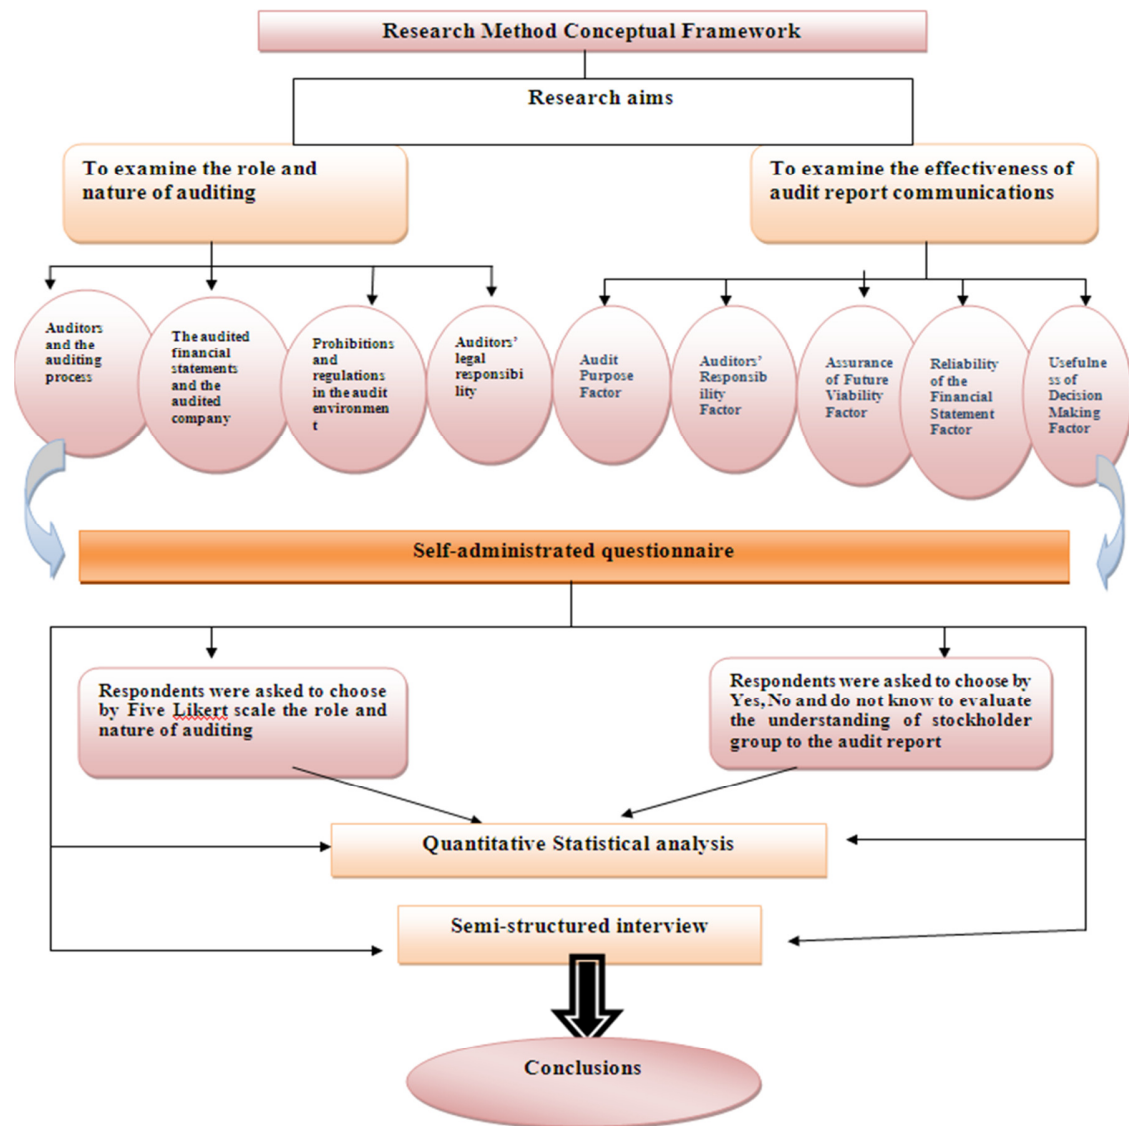 Research Method Conceptual Framework
Research aims
To examine the role and
nature of auditing
To examine the effectiveness of
audit report communications
Auditors
and the
auditing
process
The audited
financial
statements
and the
audited
company
Prohibitions
and
regulations
in the audit
environmen
t
Auditors'
legal
responsibi
lity
Audit
Purpose
Factor
Auditors'
Responsib
ility
Factor
Assurance
of Future
Viability
Factor
Reliability
of the
Financial
Statement
Factor
Usefulne
ss of
Decision
Making
Factor
Self-administrated questionnaire
Respondents were asked to choose
by Five Likert scale the role and
nature of auditing
Respondents were asked to choose by
Yes, No and do not know to evaluate
the understanding of stockholder
group to the audit report
Quantitative Statistical analysis
Semi-structured interview
Conclusions